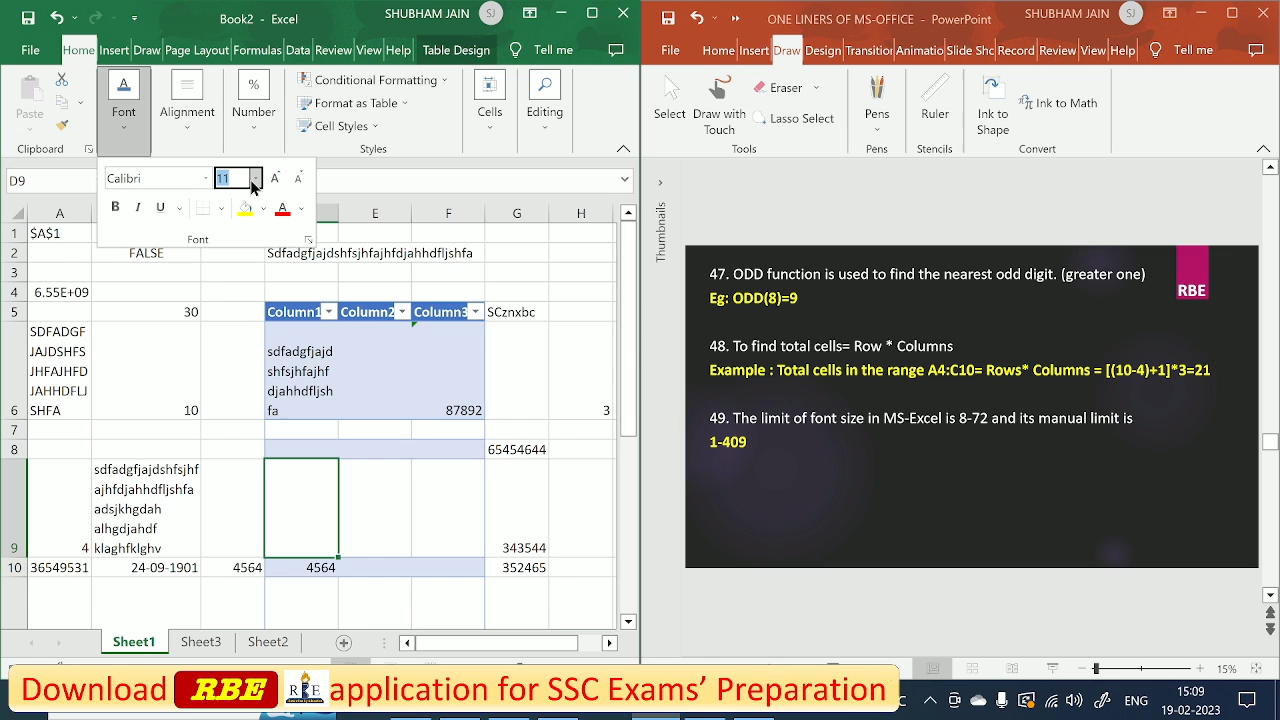 Book2 - Excel
SHUBHAM JAIN
SJ
File
Home
Insert
Draw
Page Layout
Formulas
Data
Review
View
Help
Table Design
Tell me
Paste
Clipboard
Font
Alignment
Number
Conditional Formatting
Format as Table
Cell Styles
Styles
Cells
Editing
Calibri
11
B I U
Font
D9
A E F G H
1 $A$1
2 FALSE Sdfadgfjajdshfsjhfajhfdjahhdfljshfa
3
4 6.55E+09
5 30 Column1 Column2 Column3 SCznxbc
SDFADGF
JAJDSHFS
JHFAJHFD
JAHHDFLJ
SHFA
sdfadgfjajd
shfsjhfajhf
djahhdfljsh
fa
6 10 87892 3
7
8 65454644
sdfadgfjajdshfsjhf
ajhfdjahhdfljshfa
adsjkhgdah
alhgdjahdf
klaghfklghv
9 4 343544
10 36549531 24-09-1901 4564 4564 352465
Sheet1 Sheet3 Sheet2
ONE LINERS OF MS-OFFICE - PowerPoint
SHUBHAM JAIN
SJ
File
Home
Insert
Draw
Design
Transition
Animatio
Slide Sho
Record
Review
View
Help
Tell me
Select
Draw with
Touch
Eraser
Lasso Select
Tools
Pens
Pens
Ruler
Stencils
Ink to
Shape
Ink to Math
Convert
Thumbnails
47. ODD function is used to find the nearest odd digit. (greater one)
Eg: ODD(8)=9
RBE
48. To find total cells= Row * Columns
Example : Total cells in the range A4:C10= Rows* Columns = [(10-4)+1]*3=21
49. The limit of font size in MS-Excel is 8-72 and its manual limit is
1-409
15%
Download RBE RBE application for SSC Exams’ Preparation
ENG
15:09
19-02-2023